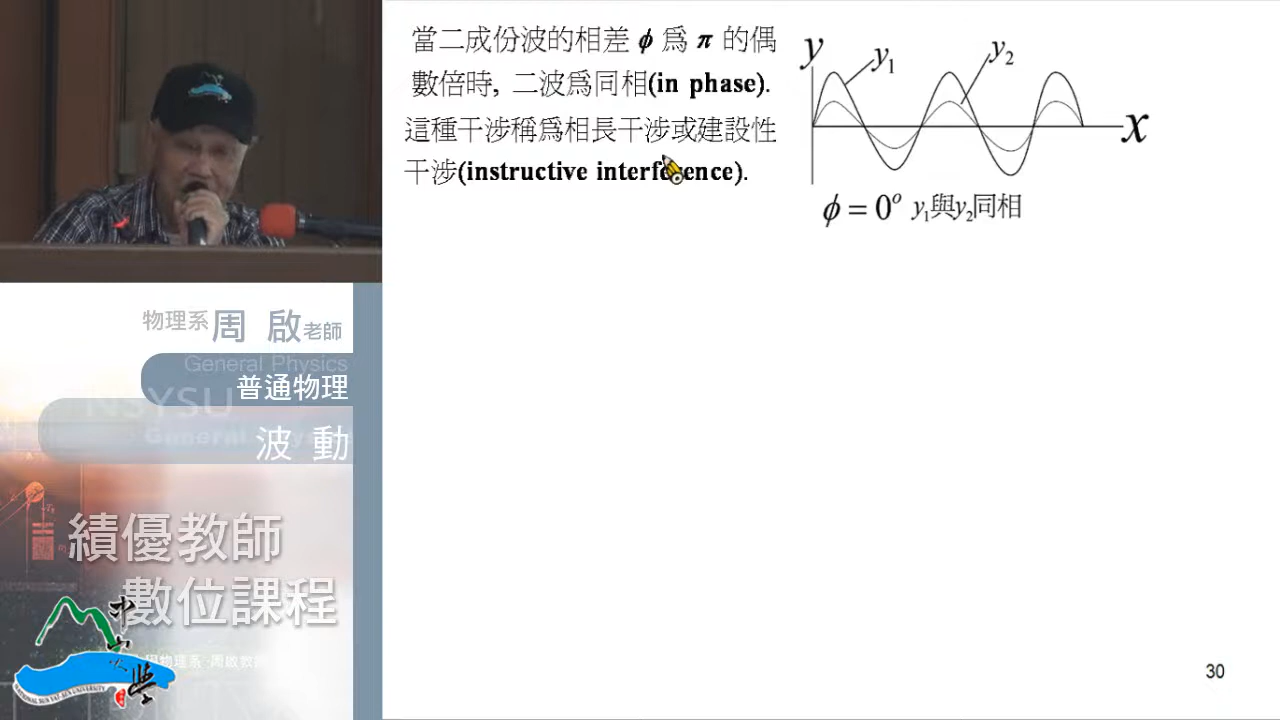 當二成份波的相差 ϕ 爲 π 的偶
數倍時, 二波爲同相(in phase).
這種干涉稱爲相長干涉或建設性
干涉(instructive interference).
y
y1
y2
x
ϕ = 0° y1與y2同相
物理系 周 啟 老師
General Physics
普通物理
NSYSU
波 動
績優教師
數位課程
30